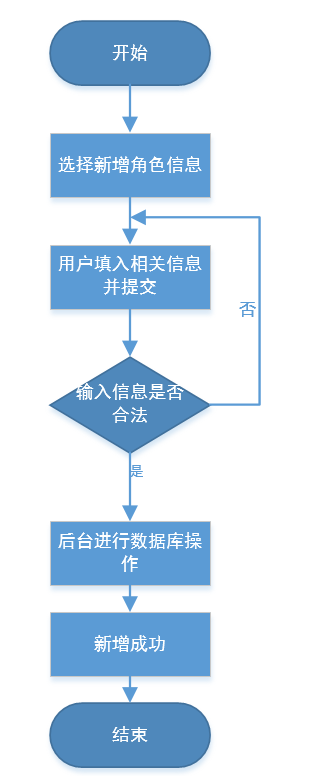 开始
选择新增角色信息
用户填入相关信息
并提交
否
输入信息是否
合法
是
后台进行数据库操
作
新增成功
结束